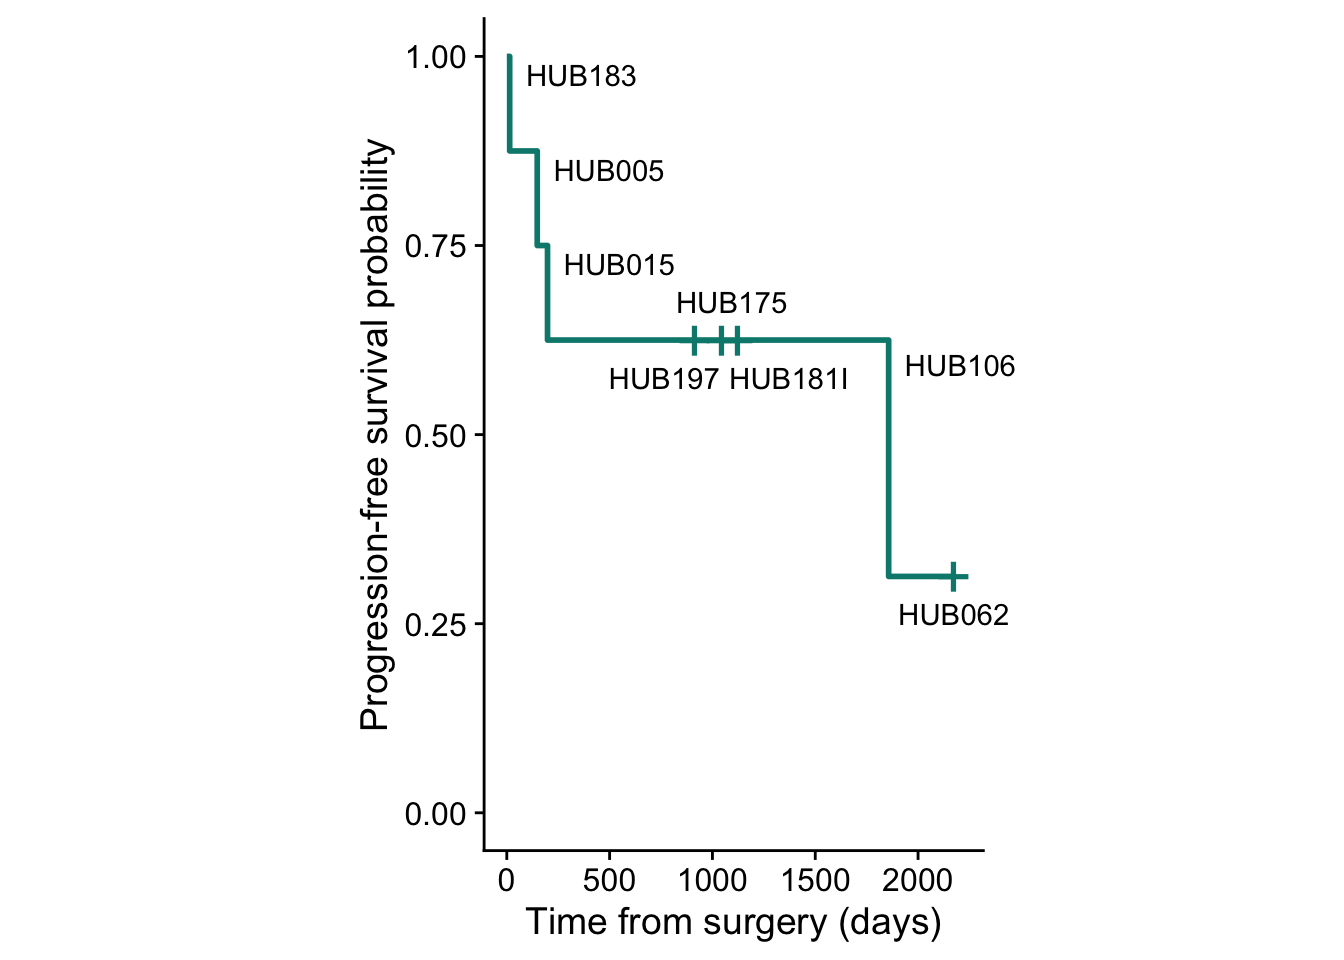 Progression-free survival probability
1.00
0.75
0.50
0.25
0.00
HUB183
HUB005
HUB015
HUB175
HUB197
HUB181I
HUB106
HUB062
0 500 1000 1500 2000
Time from surgery (days)